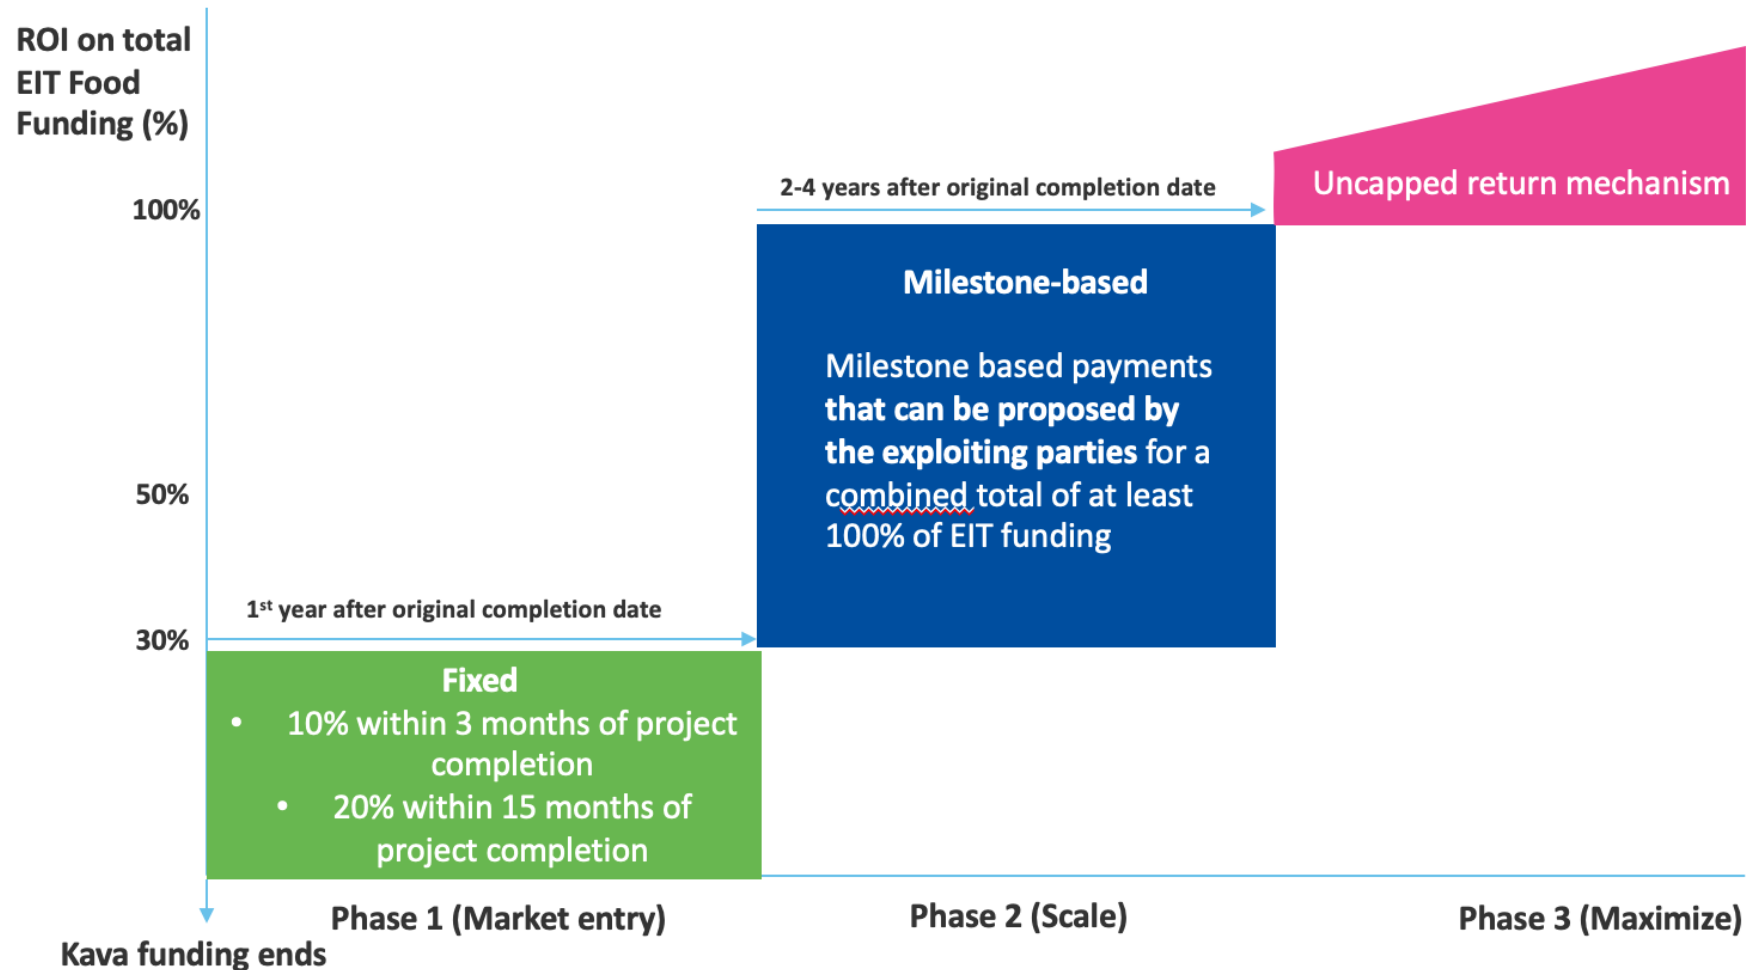 ROI on total
EIT Food
Funding (%)
100%
50%
30%
2-4 years after original completion date
Uncapped return mechanism
Milestone-based
Milestone based payments
that can be proposed by
the exploiting parties for a
combined total of at least
100% of EIT funding
1st year after original completion date
Fixed
• 10% within 3 months of project
completion
• 20% within 15 months of
project completion
Phase 1 (Market entry)
Phase 2 (Scale)
Phase 3 (Maximize)
Kava funding ends